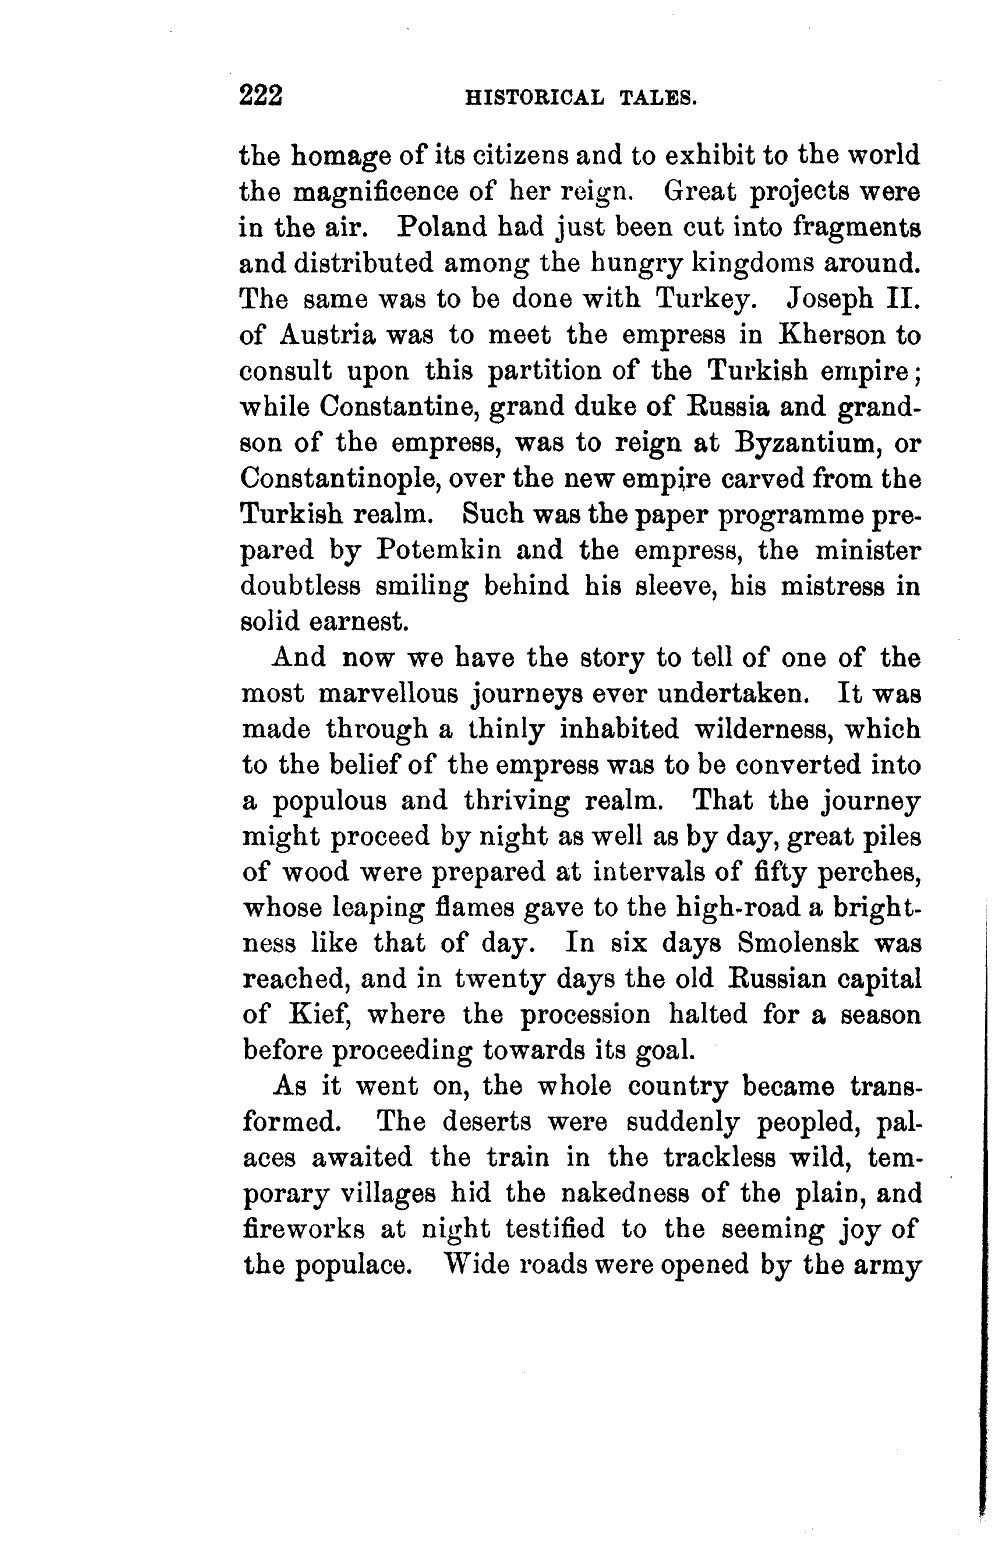 222 HISTORICAL TALES.
the homage of its citizens and to exhibit to the world
the magnificence of her reign. Great projects were
in the air. Poland had just been cut into fragments
and distributed among the hungry kingdoms around.
The same was to be done with Turkey. Joseph II.
of Austria was to meet the empress in Kherson to
consult upon this partition of the Turkish empire;
while Constantine, grand duke of Russia and grand-
son of the empress, was to reign at Byzantium, or
Constantinople, over the new empire carved from the
Turkish realm. Such was the paper programme pre-
pared by Potemkin and the empress, the minister
doubtless smiling behind his sleeve, his mistress in
solid earnest.
And now we have the story to tell of one of the
most marvellous journeys ever undertaken. It was
made through a thinly inhabited wilderness, which
to the belief of the empress was to be converted into
a populous and thriving realm. That the journey
might proceed by night as well as by day, great piles
of wood were prepared at intervals of fifty perches,
whose leaping flames gave to the high-road a bright-
ness like that of day. In six days Smolensk was
reached, and in twenty days the old Russian capital
of Kief, where the procession halted for a season
before proceeding towards its goal.
As it went on, the whole country became trans-
formed. The deserts were suddenly peopled, pal-
aces awaited the train in the trackless wild, tem-
porary villages hid the nakedness of the plain, and
fireworks at night testified to the seeming joy of
the populace. Wide roads were opened by the army